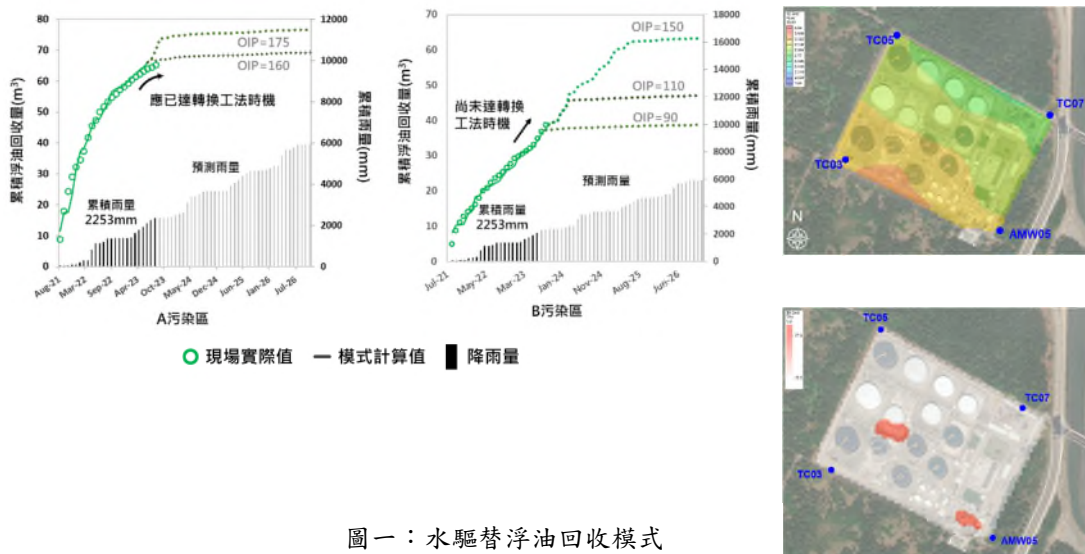 累積浮油回收量(m³)
80
70
60
50
40
30
20
10
0
12000
10000
8000
6000
4000
2000
0
累積雨量(mm)
OIP=175
OIP=160
應已達轉換工法時機
預測雨量
累積雨量
2253mm
Aug-21
Mar-22
Sep-22
Apr-23
Oct-23
May-24
Dec-24
Jun-25
Jan-26
Jul-26
A污染區
累積浮油回收量(m³)
70
60
50
40
30
20
10
0
18000
16000
14000
12000
10000
8000
6000
4000
2000
0
累積雨量(mm)
OIP=150
OIP=110
OIP=90
尚未達轉換
工法時機
預測雨量
累積雨量
2253mm
Jul-21
May-22
Mar-23
Jan-24
Nov-24
Aug-25
Jun-26
B污染區
現場實際值
模式計算值
降雨量
TC05
TC07
TC03
AMW05
N
TC05
TC07
TC03
AMW05
圖一：水驅替浮油回收模式